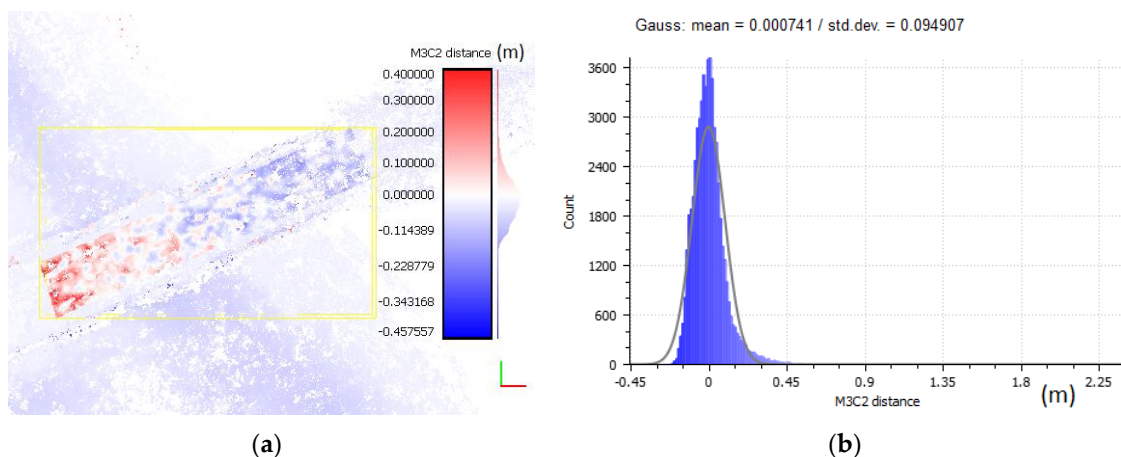 M3C2 distance (m)
0.400000
0.300000
0.200000
0.100000
0.000000
-0.114389
-0.228779
-0.343168
-0.457557
(a)
Gauss: mean = 0.000741 / std.dev. = 0.094907
3600
3000
2400
1800
1200
600
0
Count
-0.45 0 0.45 0.9 1.35 1.8 2.25
M3C2 distance (m)
(b)